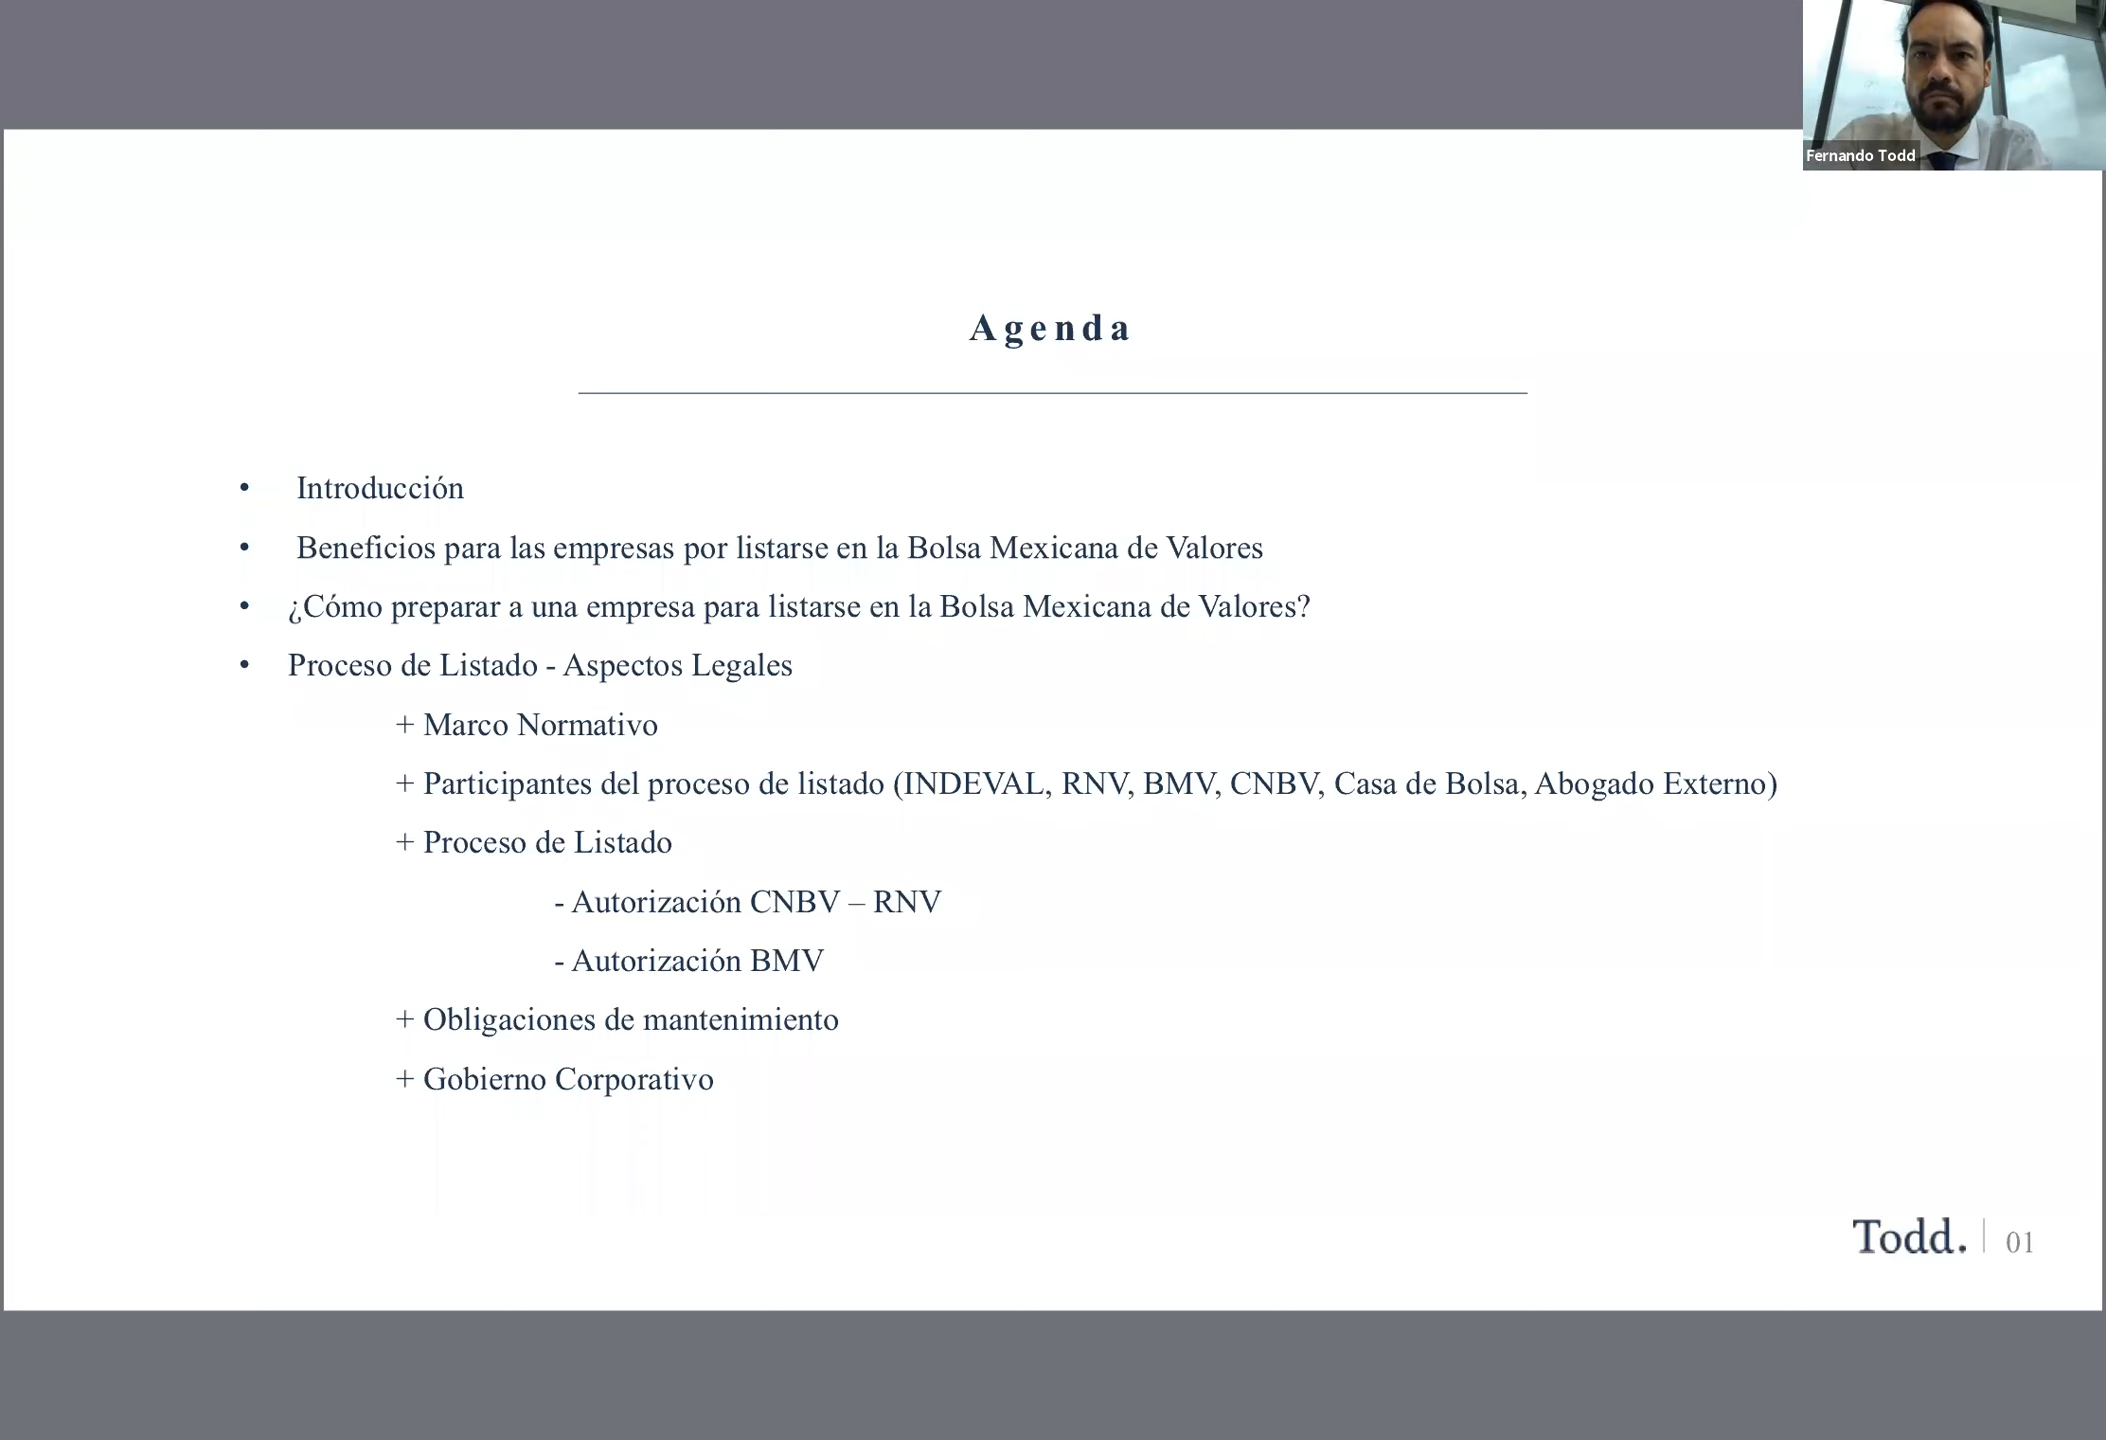 Fernando Todd
Agenda
• Introducción
• Beneficios para las empresas por listarse en la Bolsa Mexicana de Valores
• ¿Cómo preparar a una empresa para listarse en la Bolsa Mexicana de Valores?
• Proceso de Listado - Aspectos Legales
+ Marco Normativo
+ Participantes del proceso de listado (INDEVAL, RNV, BMV, CNBV, Casa de Bolsa, Abogado Externo)
+ Proceso de Listado
- Autorización CNBV – RNV
- Autorización BMV
+ Obligaciones de mantenimiento
+ Gobierno Corporativo
Todd. | 01